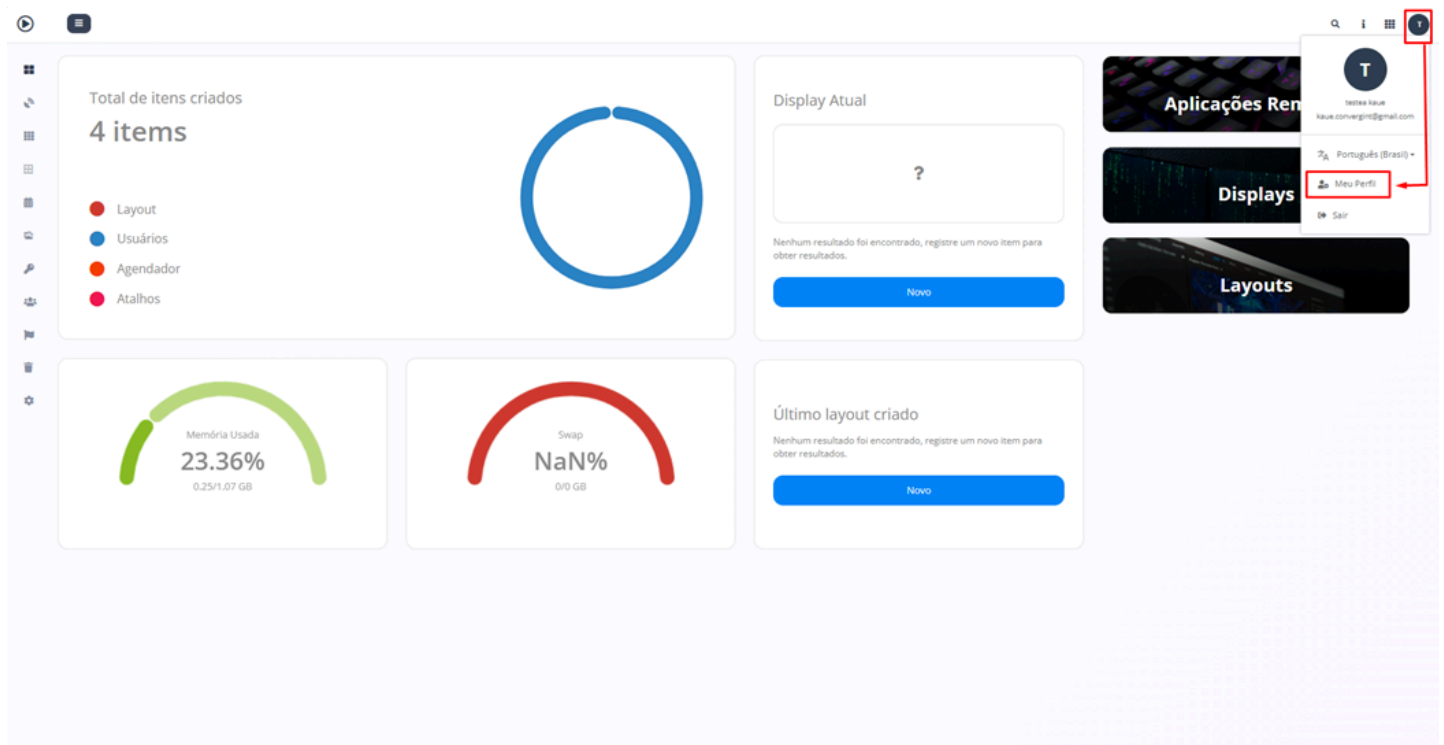 T
Total de itens criados
4 items
Layout
Usuários
Agendador
Atalhos
Display Atual
?
Nenhum resultado foi encontrado, registre um novo item para
obter resultados.
Novo
Aplicações Ren
Displays
Layouts
T
testea kaue
kaue.convergint@gmail.com
Português (Brasil)
Meu Perfil
Sair
Memória Usada
23.36%
0.25/1.07 GB
Swap
NaN%
0/0 GB
Último layout criado
Nenhum resultado foi encontrado, registre um novo item para
obter resultados.
Novo